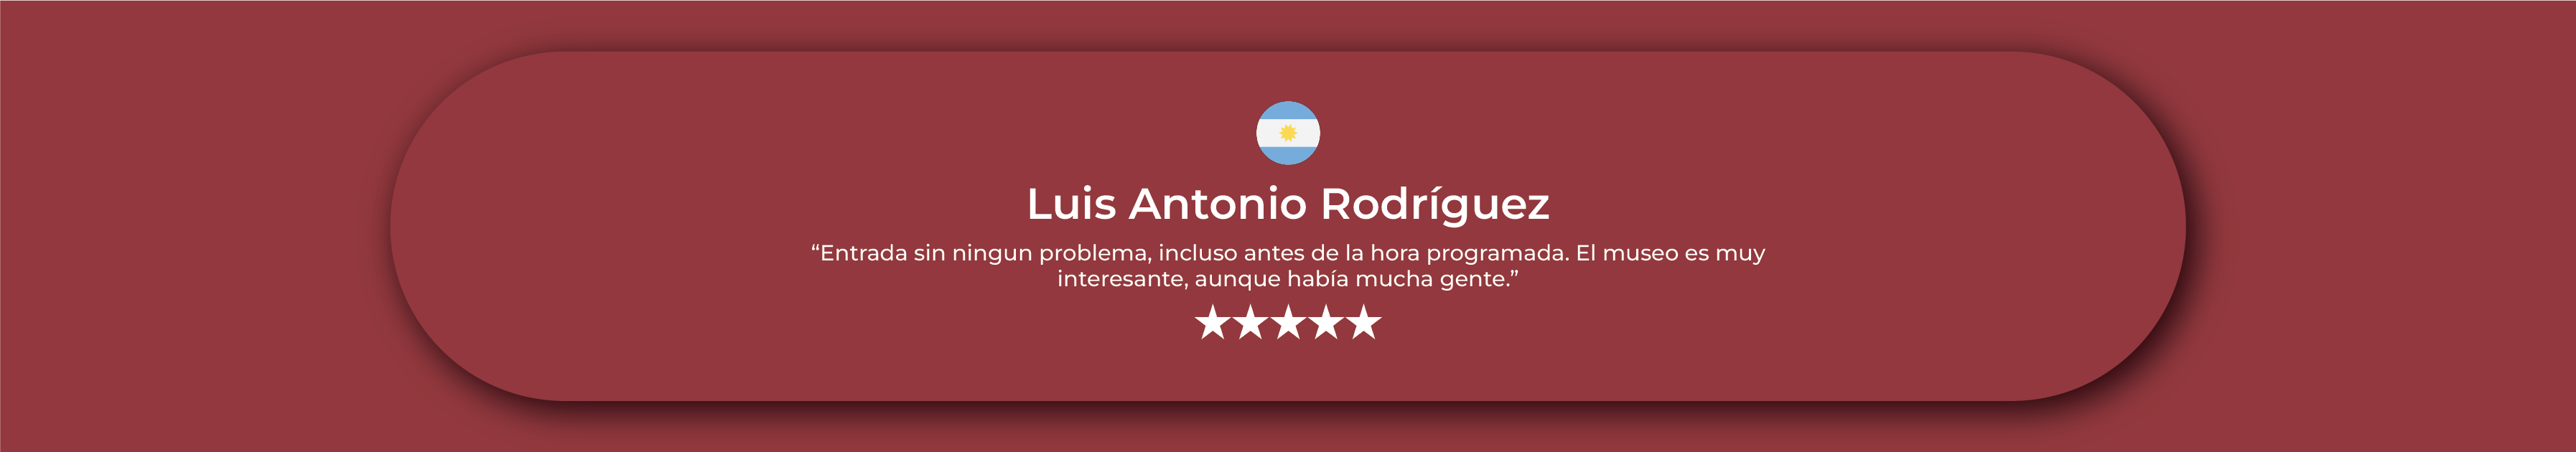 Luis Antonio Rodríguez
“Entrada sin ningun problema, incluso antes de la hora programada. El museo es muy
interesante, aunque había mucha gente.”